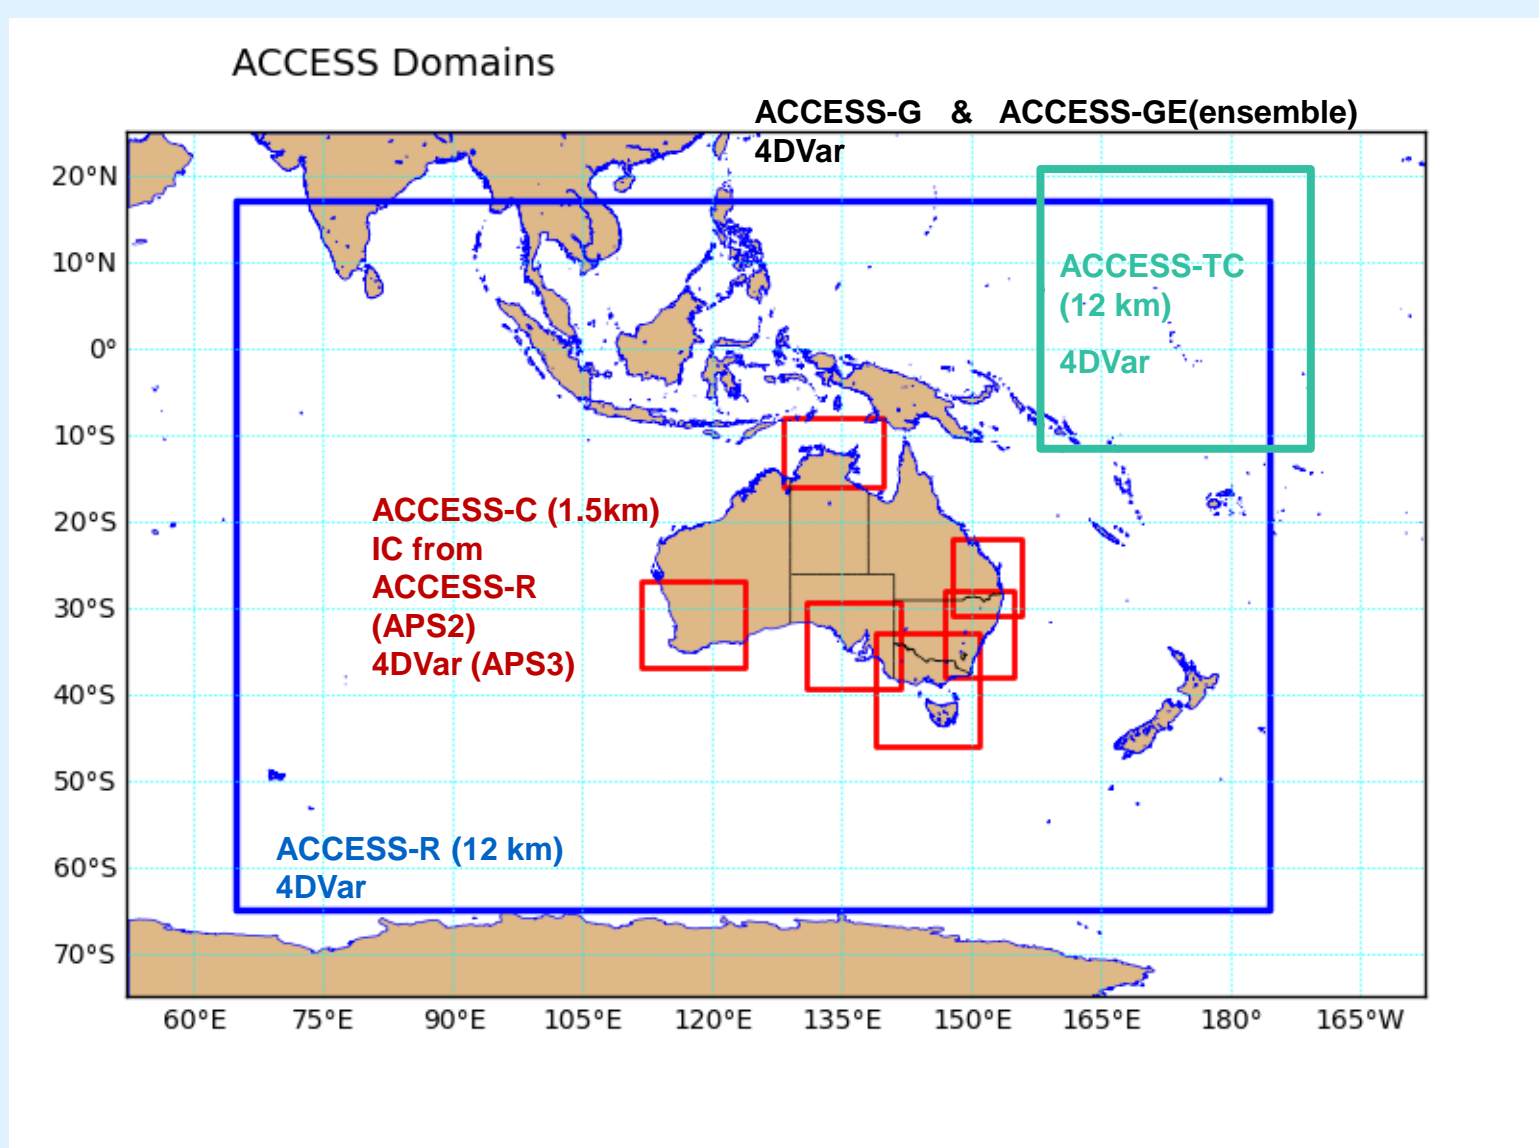 ACCESS Domains
ACCESS-G & ACCESS-GE(ensemble)
4DVar
20°N
10°N
0°
10°S
20°S
30°S
40°S
50°S
60°S
70°S
ACCESS-TC
(12 km)
4DVar
ACCESS-C (1.5km)
IC from
ACCESS-R
(APS2)
4DVar (APS3)
ACCESS-R (12 km)
4DVar
60°E
75°E
90°E
105°E
120°E
135°E
150°E
165°E
180°
165°W